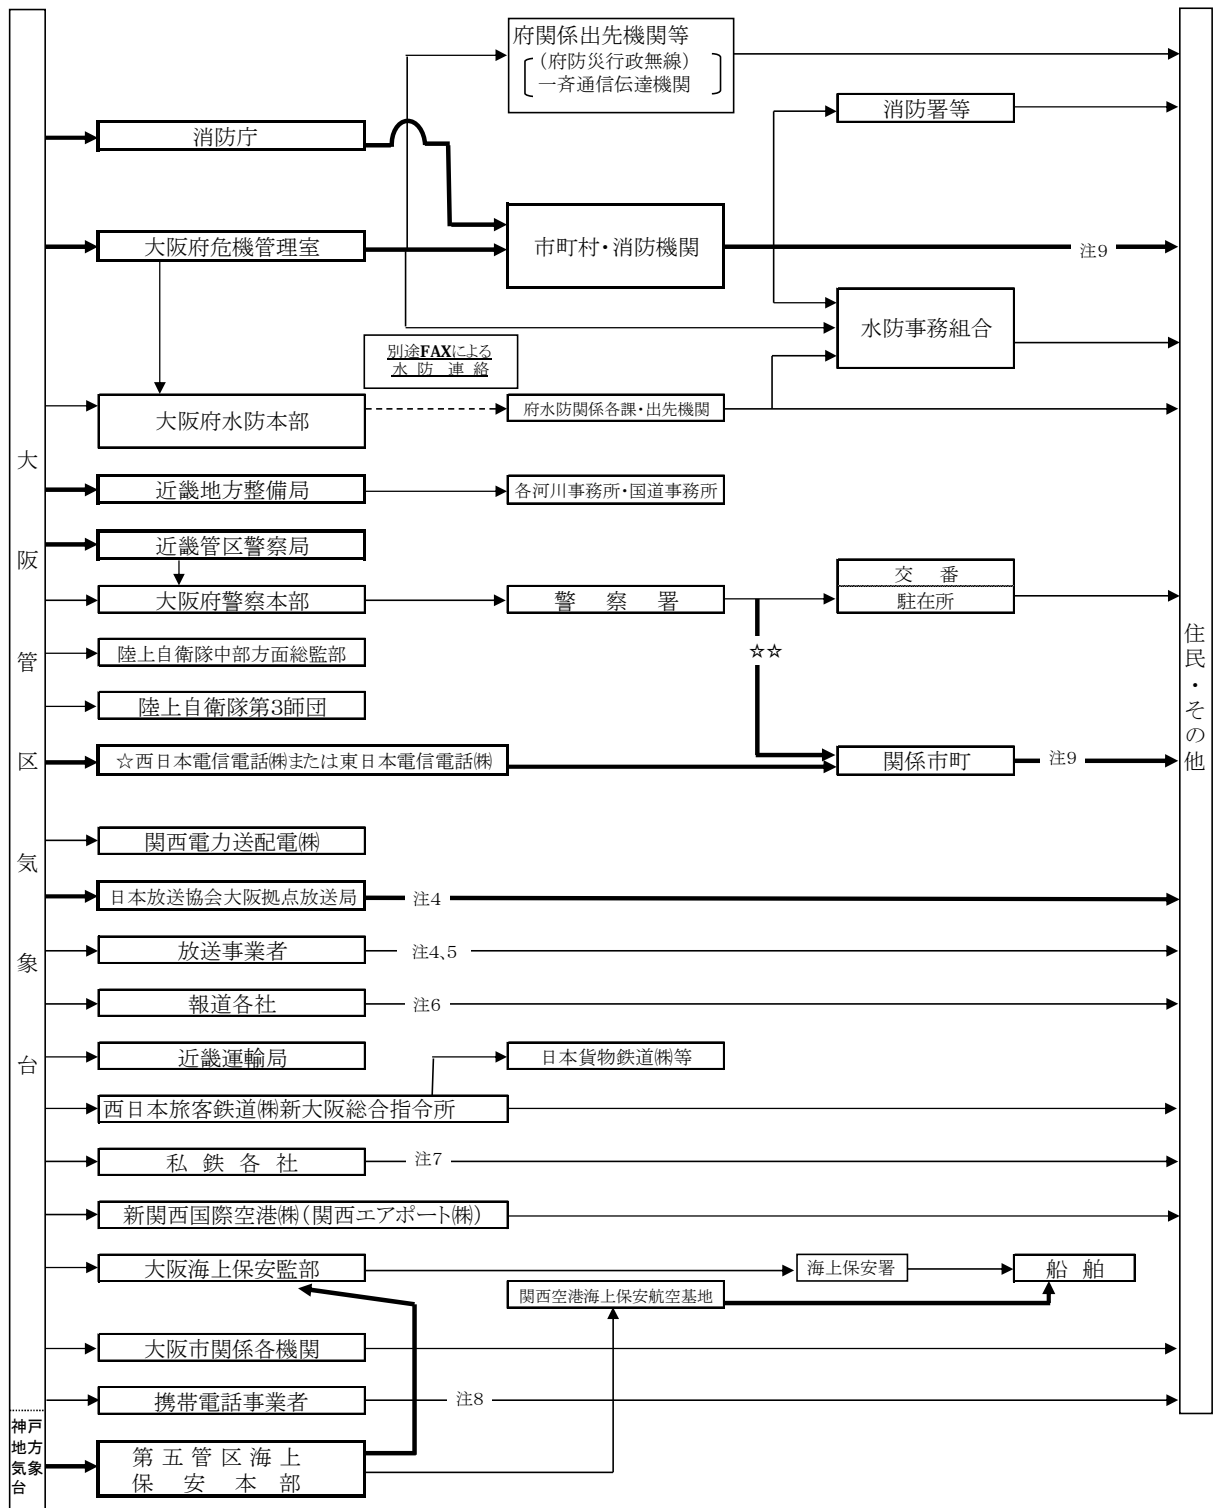 大阪管区気象台
神戸
地方
気象
台
消防庁
大阪府危機管理室
大阪府水防本部
近畿地方整備局
近畿管区警察局
大阪府警察本部
陸上自衛隊中部方面総監部
陸上自衛隊第3師団
☆西日本電信電話㈱または東日本電信電話㈱
関西電力送配電㈱
日本放送協会大阪拠点放送局
放送事業者
報道各社
近畿運輸局
西日本旅客鉄道㈱新大阪総合指令所
私鉄各社
新関西国際空港㈱(関西エアポート㈱)
大阪海上保安監部
大阪市関係各機関
携帯電話事業者
第五管区海上
保安本部
府関係出先機関等
(府防災行政無線)
一斉通信伝達機関
市町村・消防機関
別途FAXによる
水防連絡
府水防関係各課・出先機関
各河川事務所・国道事務所
警察署
☆☆
注4
注4、5
注6
日本貨物鉄道㈱等
注7
関西空港海上保安航空基地
注8
消防署等
注9
水防事務組合
交番
駐在所
関係市町
注9
海上保安署
船舶
住民・その他